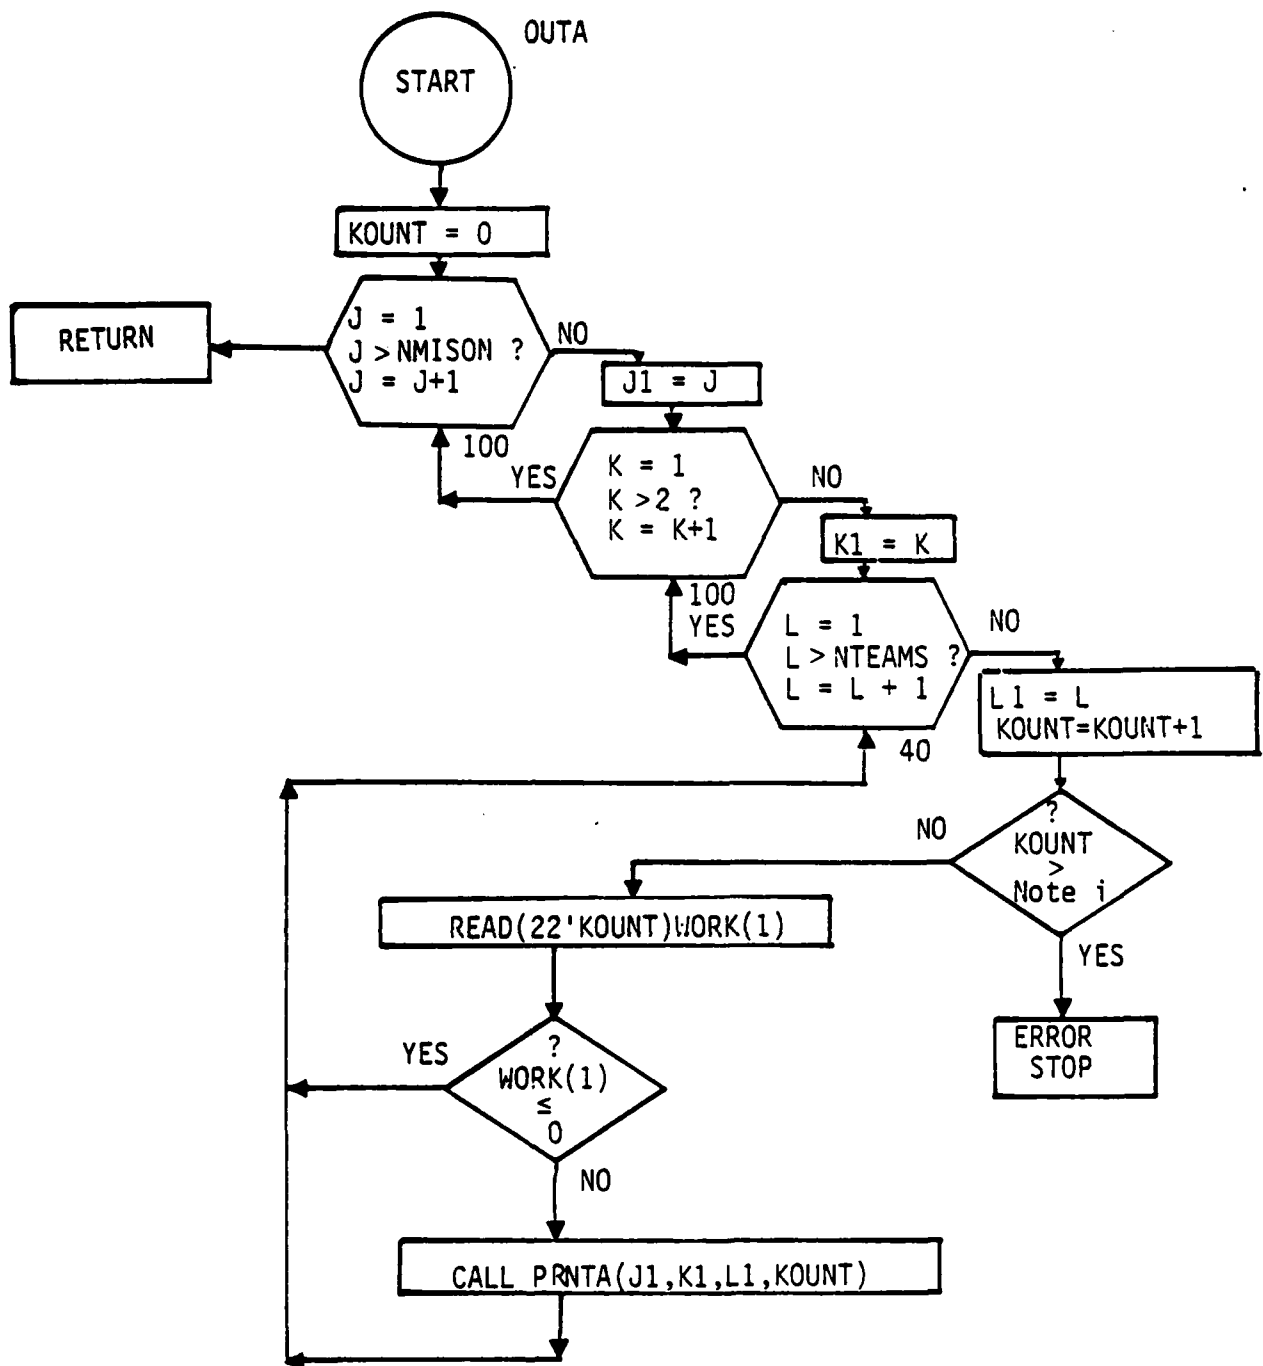 OUTA
START
KOUNT = 0
RETURN
J = 1
J > NMISON ?
J = J+1
NO
J1 = J
100
YES
K = 1
K >2 ?
K = K+1
NO
K1 = K
100
YES
L = 1
L > NTEAMS ?
L = L + 1
NO
L1 = L
KOUNT=KOUNT+1
40
NO
?
KOUNT
>
Note i
YES
ERROR
STOP
READ(22'KOUNT)WORK(1)
YES
?
WORK(1)
≤
0
NO
CALL PRNTA(J1,K1,L1,KOUNT)